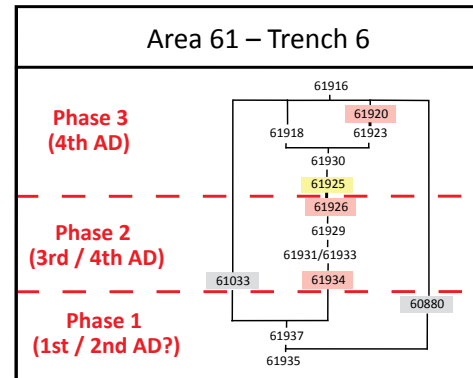 Area 61 – Trench 6
61916
Phase 3
(4th AD)
61920
61918
61923
61930
61925
61926
Phase 2
(3rd / 4th AD)
61929
61931/61933
61033
61934
60880
Phase 1
(1st / 2nd AD?)
61937
61935